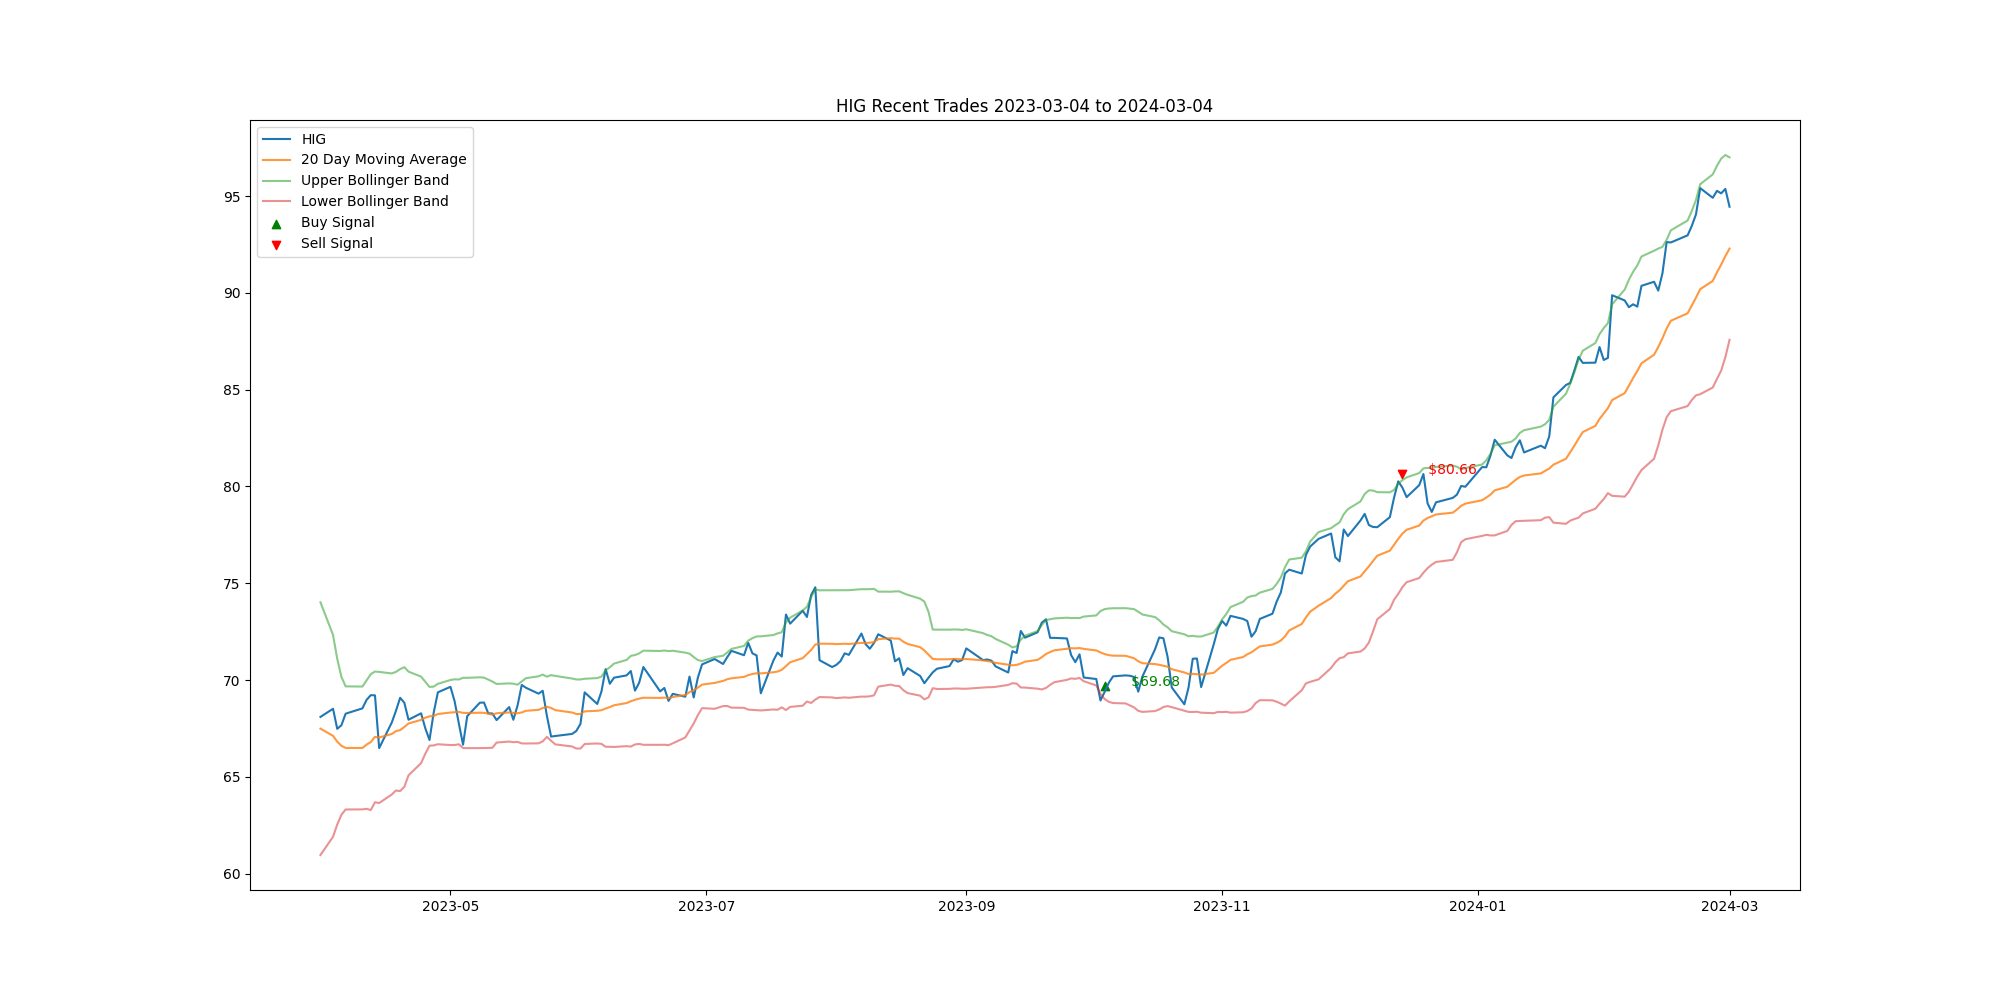 HIG Recent Trades 2023-03-04 to 2024-03-04
HIG
20 Day Moving Average
Upper Bollinger Band
Lower Bollinger Band
Buy Signal
Sell Signal
95
90
85
80
75
70
65
60
$80.66
$69.68
2023-05
2023-07
2023-09
2023-11
2024-01
2024-03